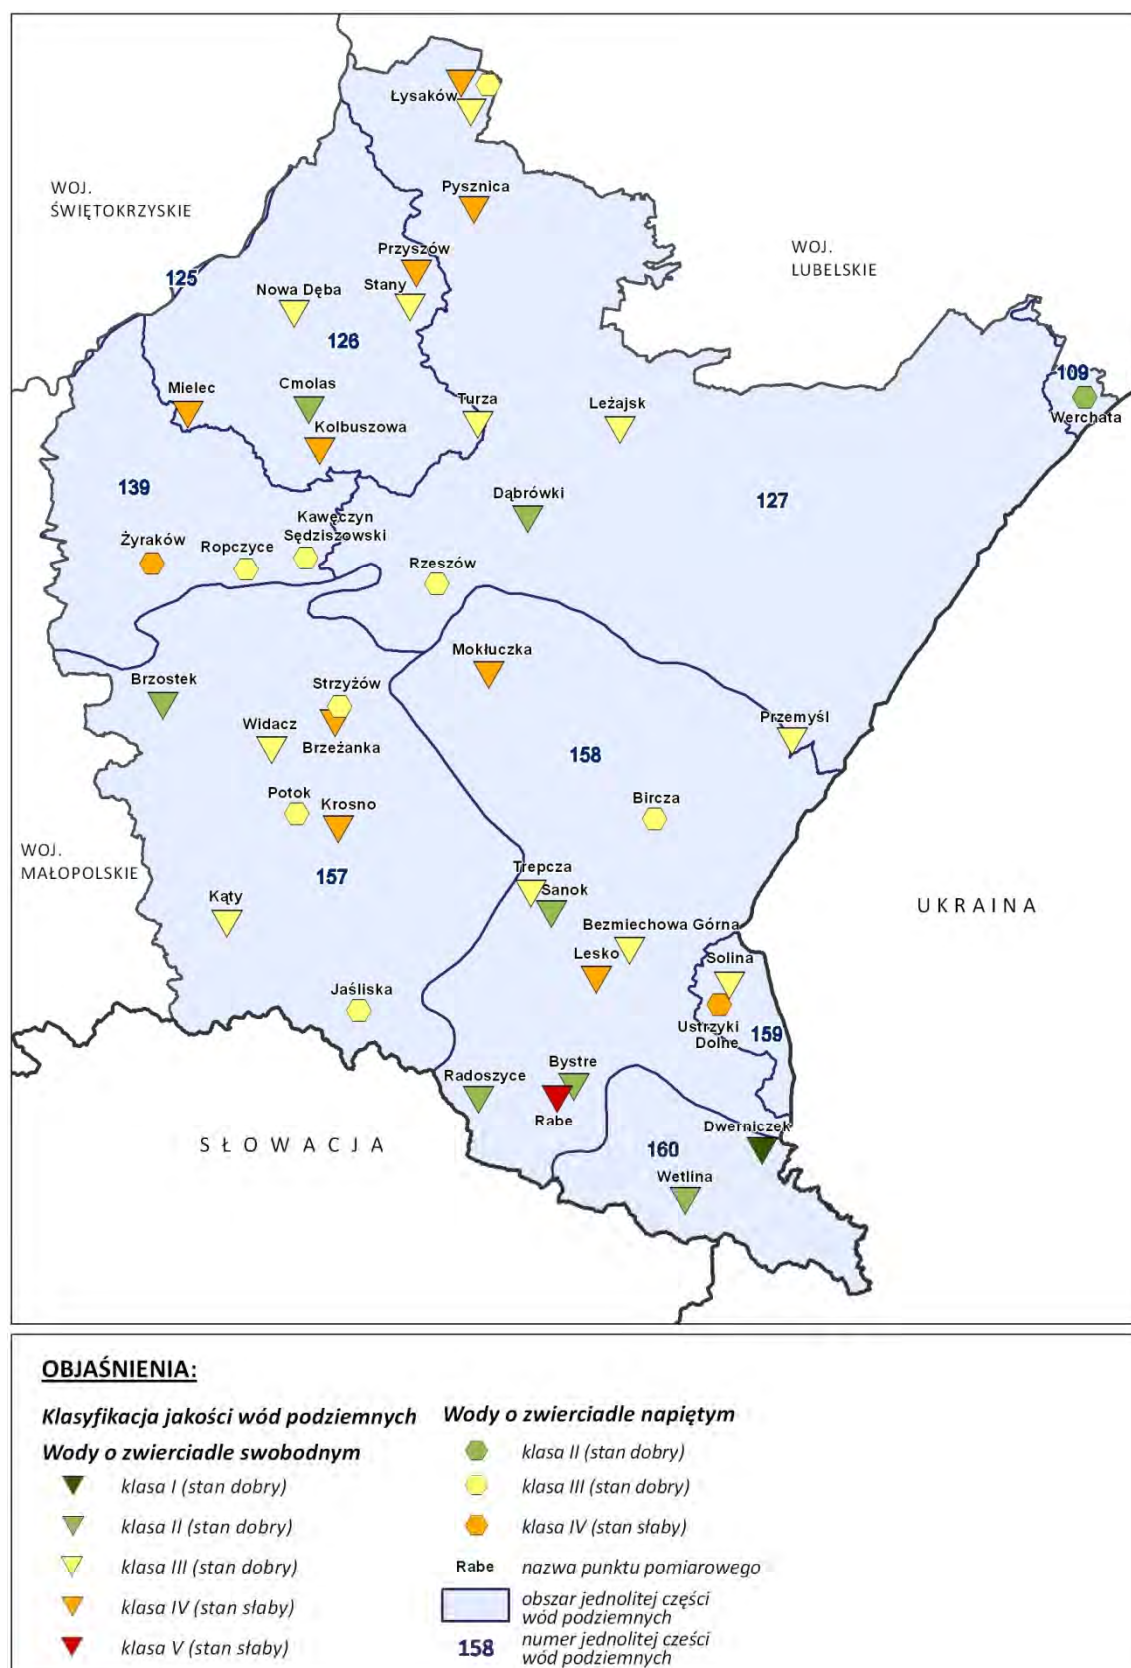 Łysaków
WOJ.
ŚWIĘTOKRZYSKIE
Pysznica
WOJ.
LUBELSKIE
Przyszów
125
Nowa Dęba
Stany
126
109
Mielec
Cmolas
Turza
Leżajsk
Werchata
Kolbuszowa
139
Dąbrówki
127
Kawęczyn
Sędziszowski
Żyraków
Ropczyce
Rzeszów
Mokłuczka
Brzostek
Strzyżów
Widacz
Brzeżanka
Przemyśl
158
Potok
Krosno
Bircza
WOJ.
MAŁOPOLSKIE
157
Trepcza
Sanok
Kąty
UKRAINA
Bezmiechowa Górna
Lesko
Solina
Jaśliska
Ustrzyki
Dolne
159
Radoszyce
Bystre
Rabe
SŁOWACJA
Dwerniczek
160
Wetlina
OBJAŚNIENIA:
Klasyfikacja jakości wód podziemnych
Wody o zwierciadle swobodnym
klasa I (stan dobry)
klasa II (stan dobry)
klasa III (stan dobry)
klasa IV (stan słaby)
klasa V (stan słaby)
Wody o zwierciadle napiętym
klasa II (stan dobry)
klasa III (stan dobry)
klasa IV (stan słaby)
Rabe nazwa punktu pomiarowego
obszar jednolitej części
wód podziemnych
158 numer jednolitej cześci
wód podziemnych